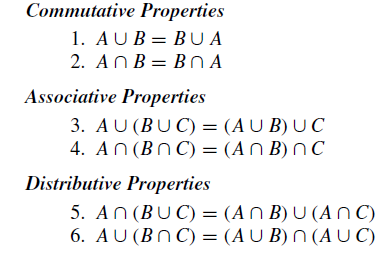 Commutative Properties
1. A ∪ B = B ∪ A
2. A ∩ B = B ∩ A
Associative Properties
3. A ∪ (B ∪ C) = (A ∪ B) ∪ C
4. A ∩ (B ∩ C) = (A ∩ B) ∩ C
Distributive Properties
5. A ∩ (B ∪ C) = (A ∩ B) ∪ (A ∩ C)
6. A ∪ (B ∩ C) = (A ∪ B) ∩ (A ∪ C)